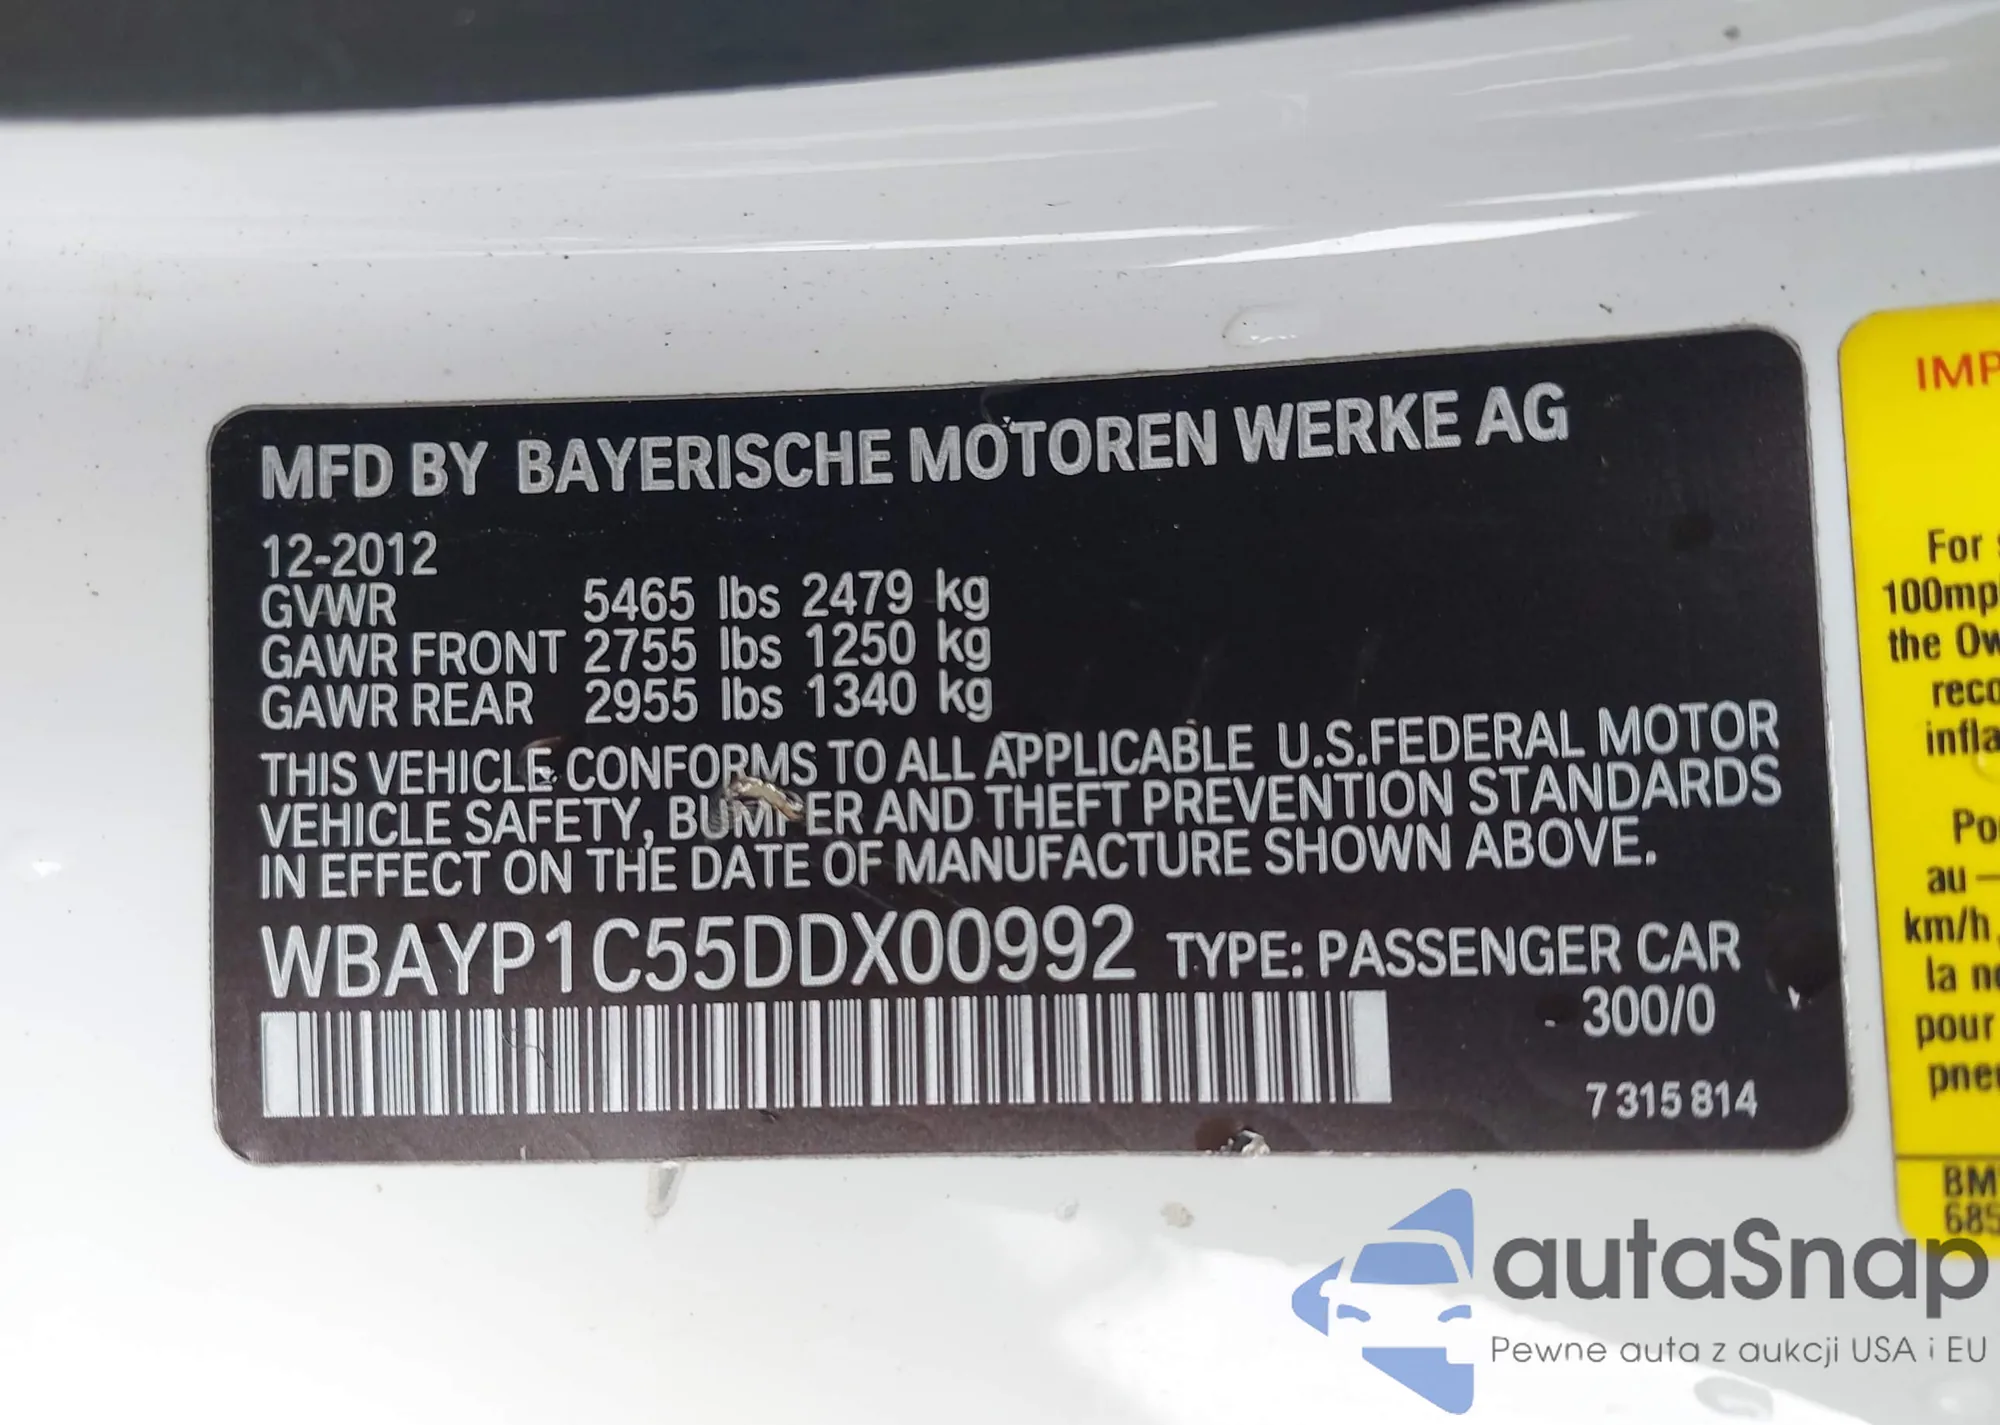 MFD BY BAYERISCHE MOTOREN WERKE AG
12-2012
GVWR 5465 lbs 2479 kg
GAWR FRONT 2755 lbs 1250 kg
GAWR REAR 2955 lbs 1340 kg
THIS VEHICLE CONFORMS TO ALL APPLICABLE U.S.FEDERAL MOTOR
VEHICLE SAFETY, BUMPER AND THEFT PREVENTION STANDARDS
IN EFFECT ON THE DATE OF MANUFACTURE SHOWN ABOVE.
WBAYP1C55DDX00992 TYPE: PASSENGER CAR
300/0
7 315 814
IMP
For
100mp
the Ow
reco
infla
Po
au —
km/h,
la ne
pour
pneu
BM
685
autaSnap
Pewne auta z aukcji USA i EU